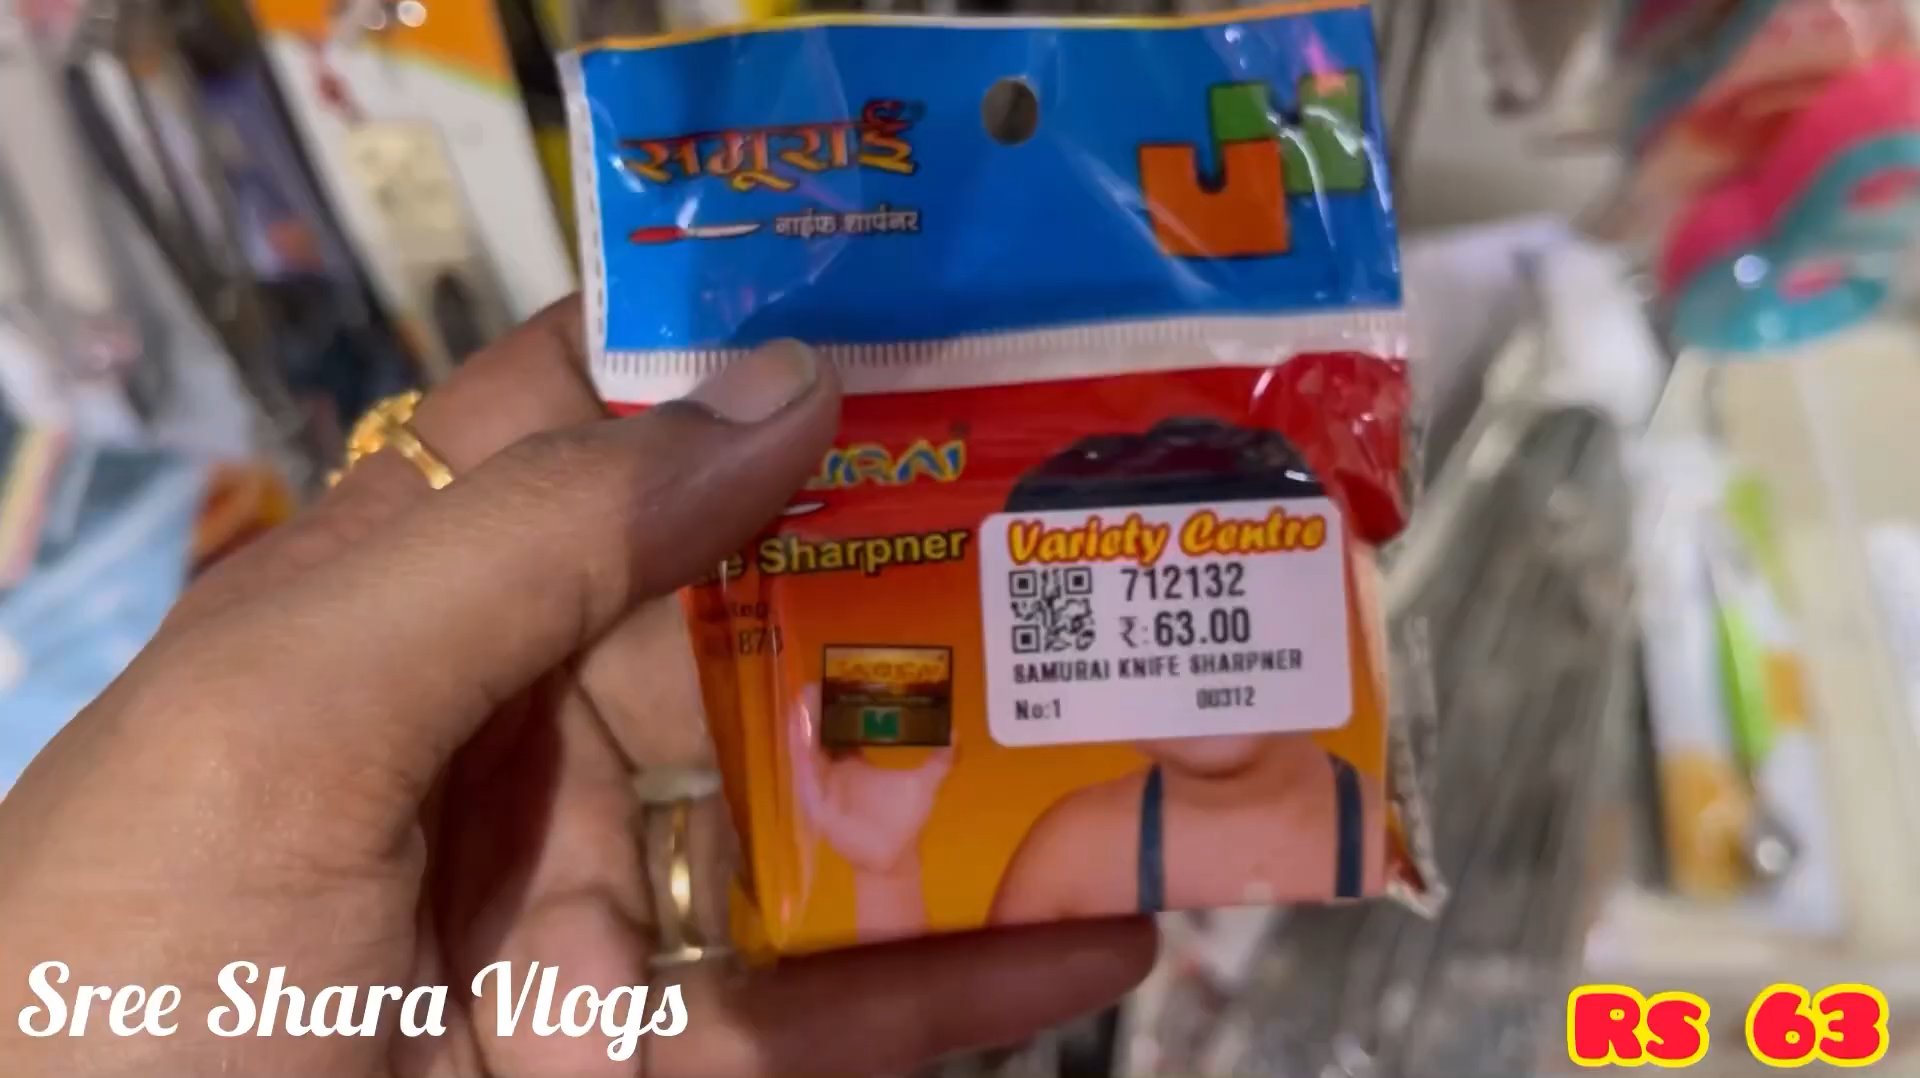 समूराई
नाईफ शार्पनर
Sharpner
Variety Centre
712132
₹:63.00
SAMURAI KNIFE SHARPNER
No:1 00312
Sree Shara Vlogs
Rs 63